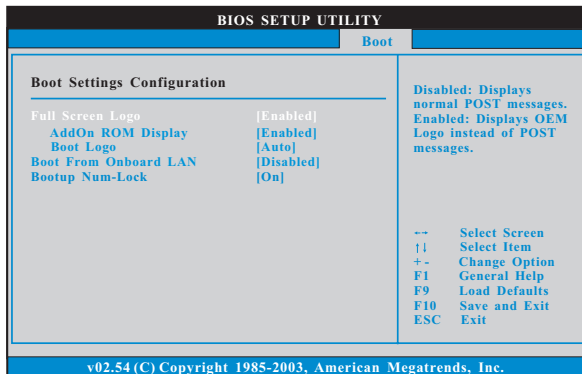 BIOS SETUP UTILITY
Boot
Boot Settings Configuration
Full Screen Logo [Enabled]
AddOn ROM Display [Enabled]
Boot Logo [Auto]
Boot From Onboard LAN [Disabled]
Bootup Num-Lock [On]
Disabled: Displays
normal POST messages.
Enabled: Displays OEM
Logo instead of POST
messages.
←→ Select Screen
↑↓ Select Item
+ - Change Option
F1 General Help
F9 Load Defaults
F10 Save and Exit
ESC Exit
v02.54 (C) Copyright 1985-2003, American Megatrends, Inc.